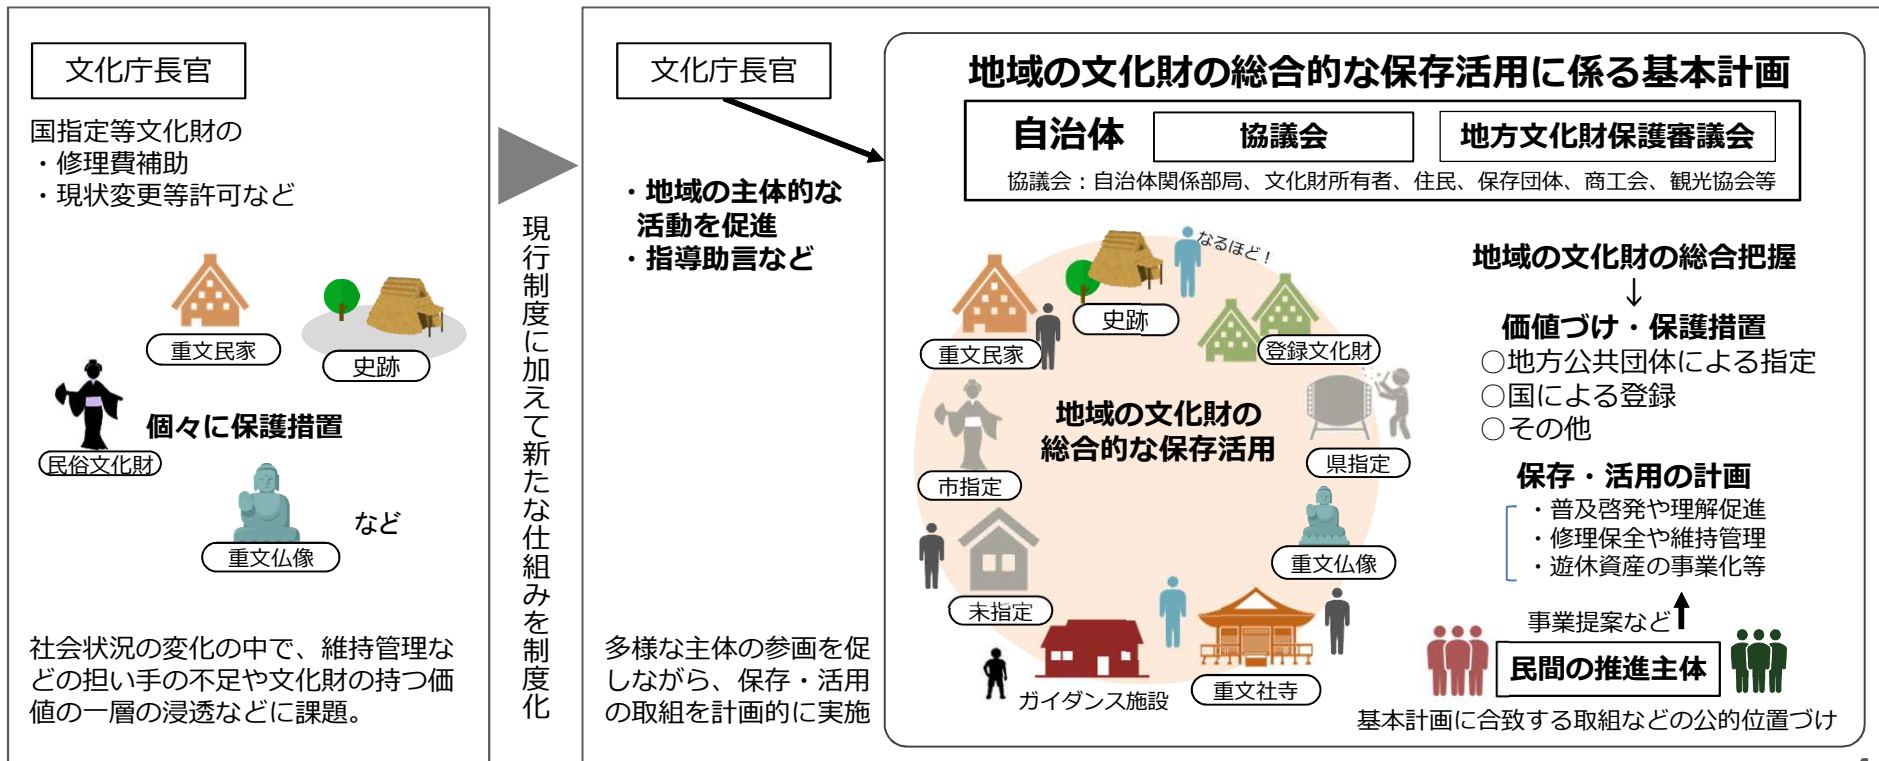 文化庁長官
国指定等文化財の
・修理費補助
・現状変更等許可など
重文民家
史跡
民俗文化財
個々に保護措置
重文仏像
など
社会状況の変化の中で、維持管理な
どの担い手の不足や文化財の持つ価
値の一層の浸透などに課題。
現行制度に加えて新たな仕組みを制度化
文化庁長官
・地域の主体的な
活動を促進
・指導助言など
多様な主体の参画を促
しながら、保存・活用
の取組を計画的に実施
地域の文化財の総合的な保存活用に係る基本計画
自治体
協議会
地方文化財保護審議会
協議会：自治体関係部局、文化財所有者、住民、保存団体、商工会、観光協会等
なるほど！
史跡
重文民家
登録文化財
地域の文化財の
総合的な保存活用
市指定
県指定
未指定
重文仏像
ガイダンス施設
重文社寺
地域の文化財の総合把握
↓
価値づけ・保護措置
○地方公共団体による指定
○国による登録
○その他
保存・活用の計画
・普及啓発や理解促進
・修理保全や維持管理
・遊休資産の事業化等
事業提案など
民間の推進主体
基本計画に合致する取組などの公的位置づけ